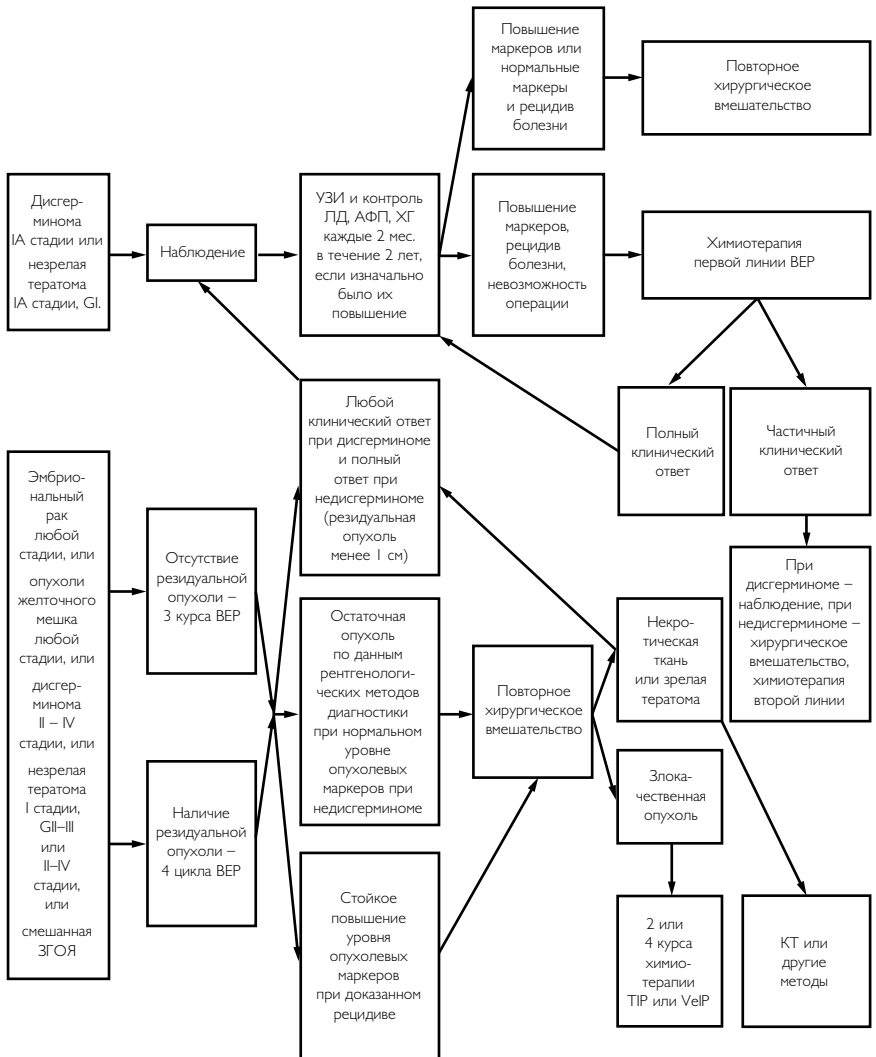 Повышение
маркеров или
нормальные
маркеры
и рецидив
болезни
Повторное
хирургическое
вмешательство
Дисгер-
минома
IA стадии или
незрелая
тератома
IA стадии, GI.
Наблюдение
УЗИ и контроль
ЛД, АФП, ХГ
каждые 2 мес.
в течение 2 лет,
если изначально
было их
повышение
Повышение
маркеров,
рецидив
болезни,
невозможность
операции
Химиотерапия
первой линии BEP
Любой
клинический ответ
при дисгерминоме
и полный
ответ при
недисгерминоме
(резидуальная
опухоль
менее 1 см)
Полный
клинический
ответ
Частичный
клинический
ответ
Эмбрио-
нальный
рак
любой
стадии, или
опухоли
желточного
мешка
любой
стадии, или
дисгер-
минома
II – IV
стадии, или
незрелая
тератома
I стадии,
GII–III
или
II–IV
стадии,
или
смешанная
ЗГОЯ
Отсутствие
резидуальной
опухоли –
3 курса BEP
Наличие
резидуальной
опухоли –
4 цикла BEP
Остаточная
опухоль
по данным
рентгенологи-
ческих методов
диагностики
при нормальном
уровне
опухолевых
маркеров при
недисгерминоме
Стойкое
повышение
уровня
опухолевых
маркеров
при доказанном
рецидиве
Повторное
хирургическое
вмешательство
Некро-
тическая
ткань
или зрелая
тератома
При
дисгерминоме –
наблюдение, при
недисгерминоме –
хирургическое
вмешательство,
химиотерапия
второй линии
Злока-
чественная
опухоль
2 или
4 курса
химио-
терапии
TIP или VeIP
КТ или
другие
методы